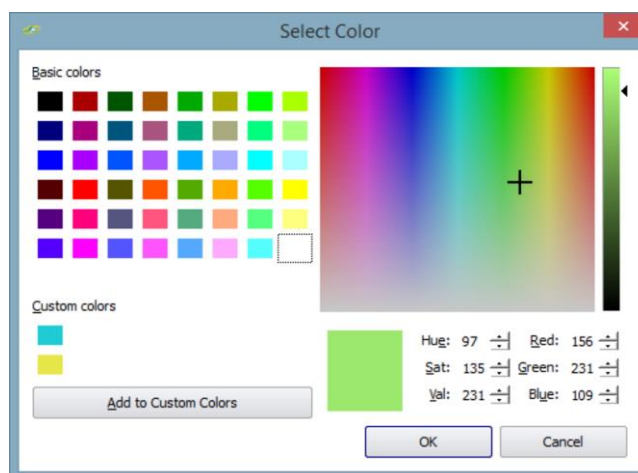 Select Color
Basic colors
Custom colors
Add to Custom Colors
Hue: 97 Red: 156
Sat: 135 Green: 231
Val: 231 Blue: 109
OK Cancel